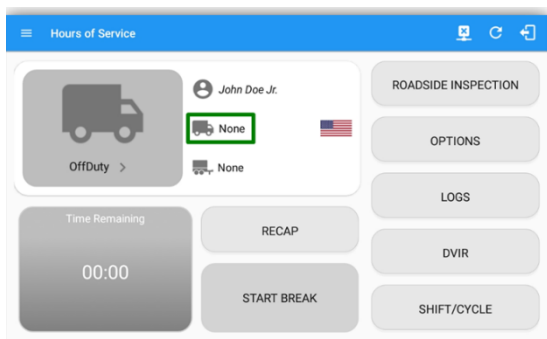 Hours of Service
John Doe Jr.
None
None
OffDuty >
Time Remaining
00:00
RECAP
START BREAK
ROADSIDE INSPECTION
OPTIONS
LOGS
DVIR
SHIFT/CYCLE